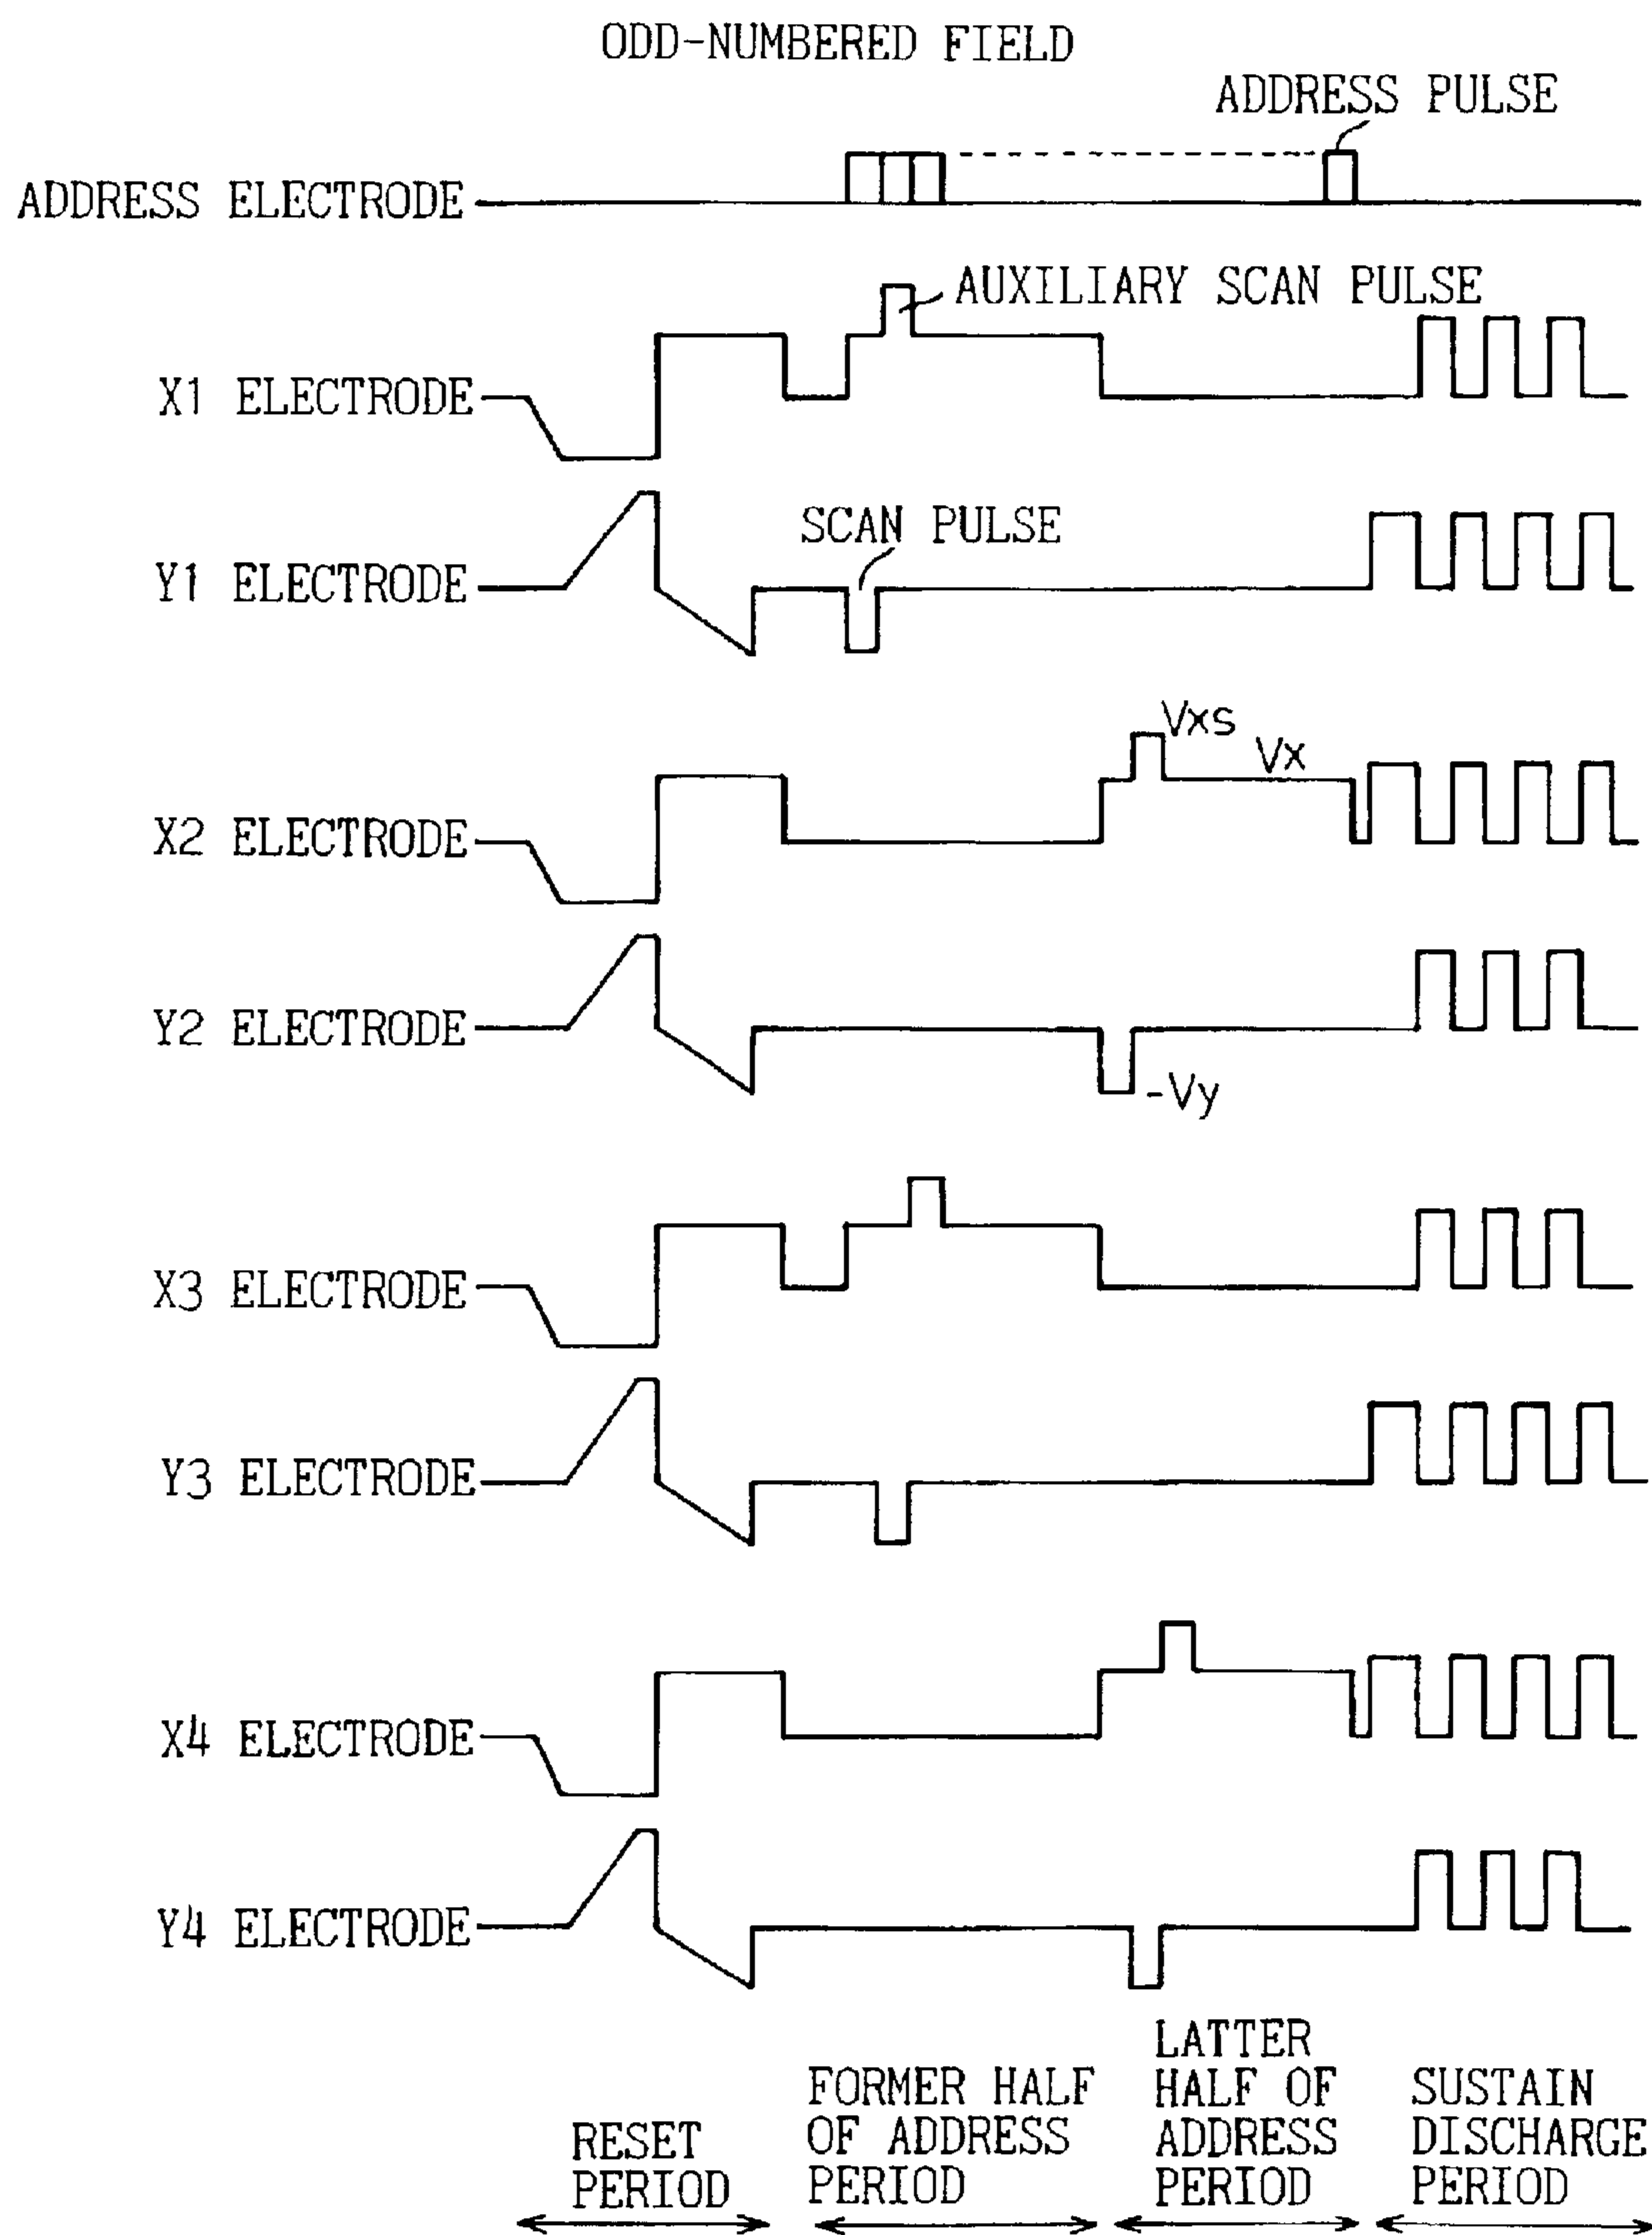 ODD-NUMBERED FIELD
ADDRESS PULSE
ADDRESS ELECTRODE
AUXILIARY SCAN PULSE
X1 ELECTRODE
SCAN PULSE
Y1 ELECTRODE
Vxs
Vx
X2 ELECTRODE
Y2 ELECTRODE
-Vy
X3 ELECTRODE
Y3 ELECTRODE
X4 ELECTRODE
Y4 ELECTRODE
RESET
PERIOD
FORMER HALF
OF ADDRESS
PERIOD
LATTER
HALF OF
ADDRESS
PERIOD
SUSTAIN
DISCHARGE
PERIOD